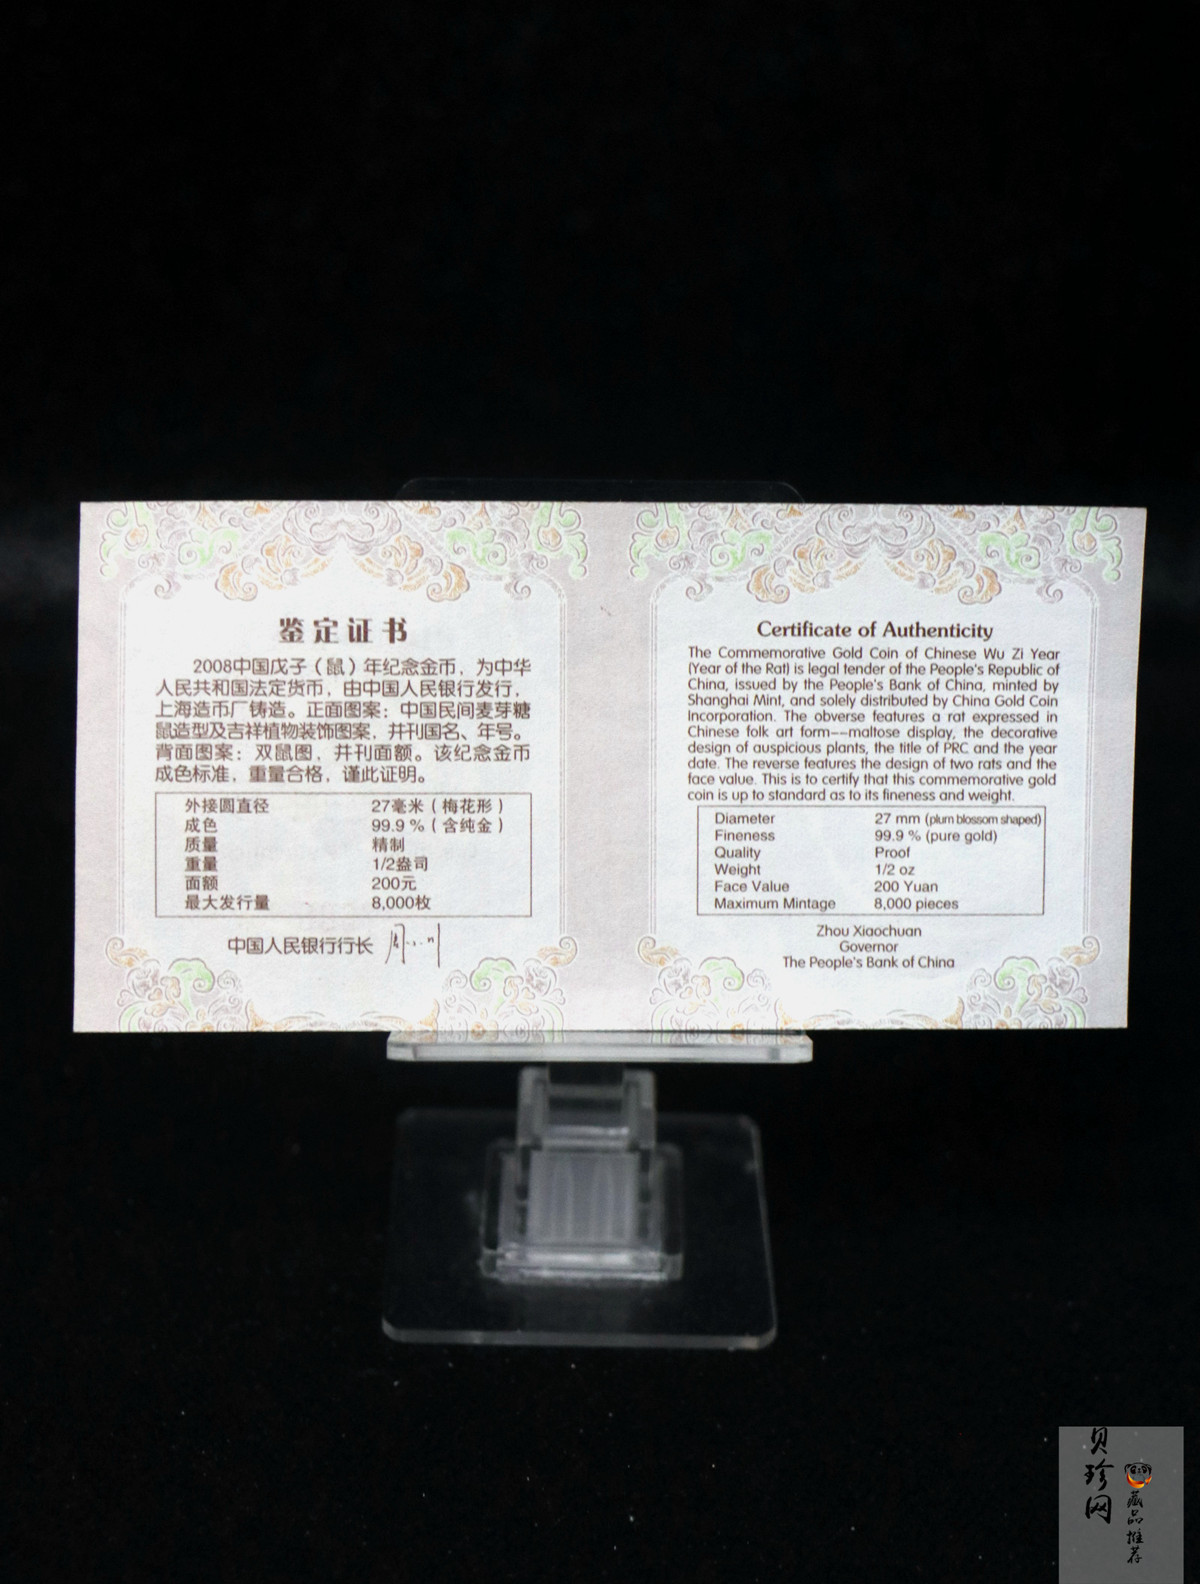 鉴定证书
2008中国戊子（鼠）年纪念金币，为中华
人民共和国法定货币，由中国人民银行发行，
上海造币厂铸造。正面图案：中国民间麦芽糖
鼠造型及吉祥植物装饰图案，并刊国名、年号。
背面图案：双鼠图，并刊面额。该纪念金币
成色标准，重量合格，谨此证明。
外接圆直径 27毫米（梅花形）
成色 99.9%（含纯金）
质量 精制
重量 1/2盎司
面额 200元
最大发行量 8,000枚
中国人民银行行长
Certificate of Authenticity
The Commemorative Gold Coin of Chinese Wu Zi Year
(Year of the Rat) is legal tender of the People's Republic of
China, issued by the People's Bank of China, minted by
Shanghai Mint, and solely distributed by China Gold Coin
Incorporation. The obverse features a rat expressed in
Chinese folk art form--maltose display, the decorative
design of auspicious plants, the title of PRC and the year
date. The reverse features the design of two rats and the
face value. This is to certify that this commemorative gold
coin is up to standard as to its fineness and weight.
Diameter 27 mm (plum blossom shaped)
Fineness 99.9 % (pure gold)
Quality Proof
Weight 1/2 oz
Face Value 200 Yuan
Maximum Mintage 8,000 pieces
Zhou Xiaochuan
Governor
The People's Bank of China
贝珍网
藏品推荐